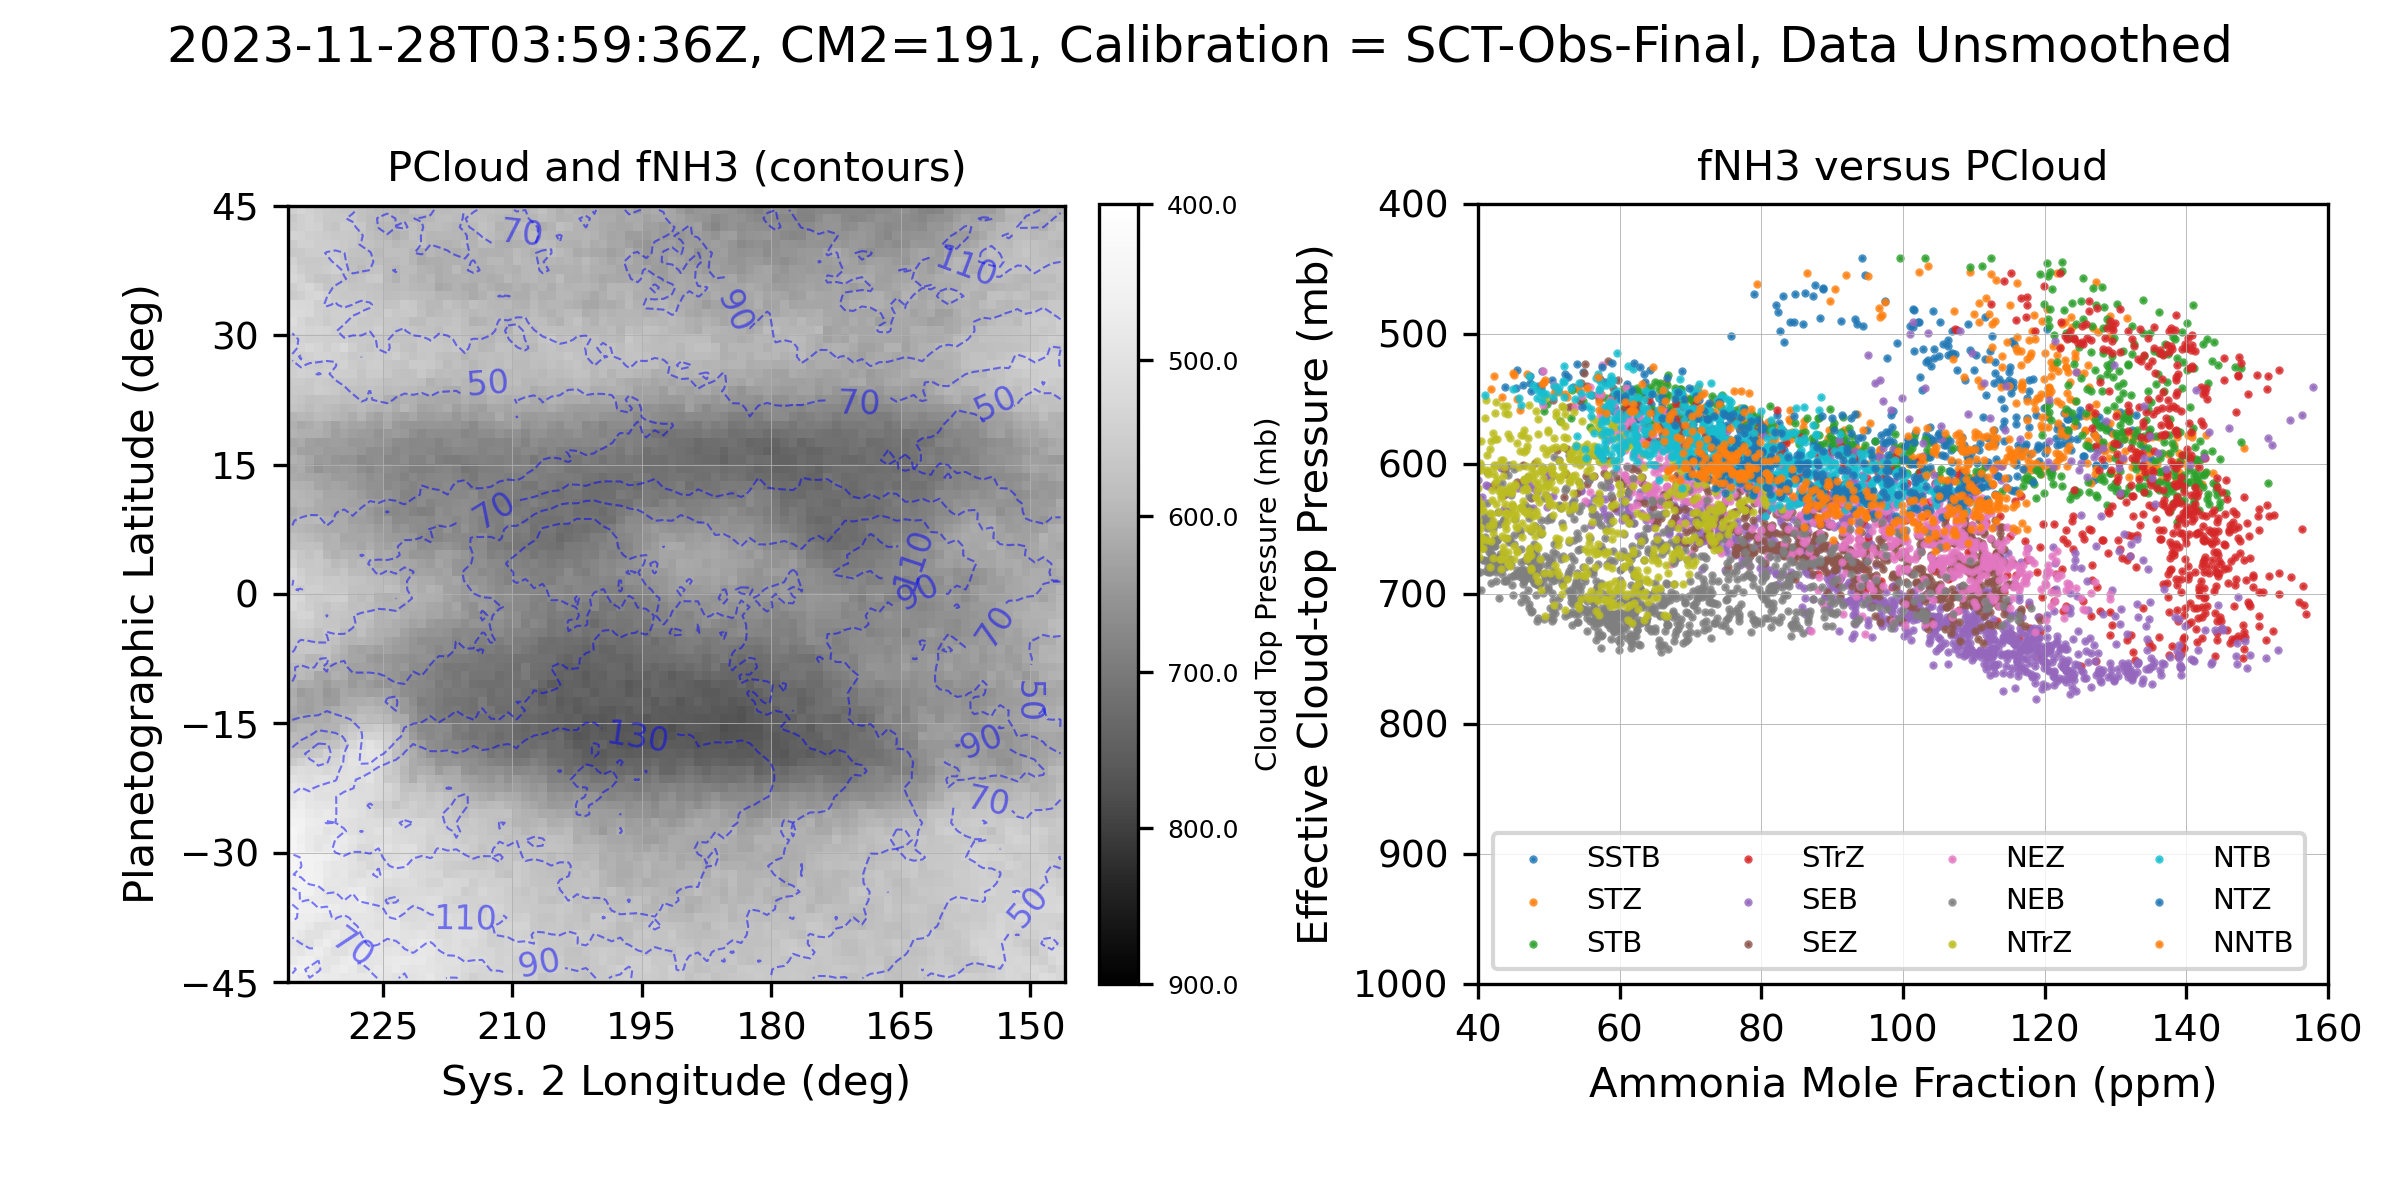 2023-11-28T03:59:36Z, CM2=191, Calibration = SCT-Obs-Final, Data Unsmoothed
PCloud and fNH3 (contours)
Planetographic Latitude (deg)
45
30
15
0
−15
−30
−45
225 210 195 180 165 150
Sys. 2 Longitude (deg)
70
110
90
50
70
50
70
110
90
70
50
130
90
70
50
110
70
90
400.0
500.0
600.0
700.0
800.0
900.0
Cloud Top Pressure (mb)
fNH3 versus PCloud
Effective Cloud-top Pressure (mb)
400
500
600
700
800
900
1000
SSTB STrZ NEZ NTB
STZ SEB NEB NTZ
STB SEZ NTrZ NNTB
40 60 80 100 120 140 160
Ammonia Mole Fraction (ppm)